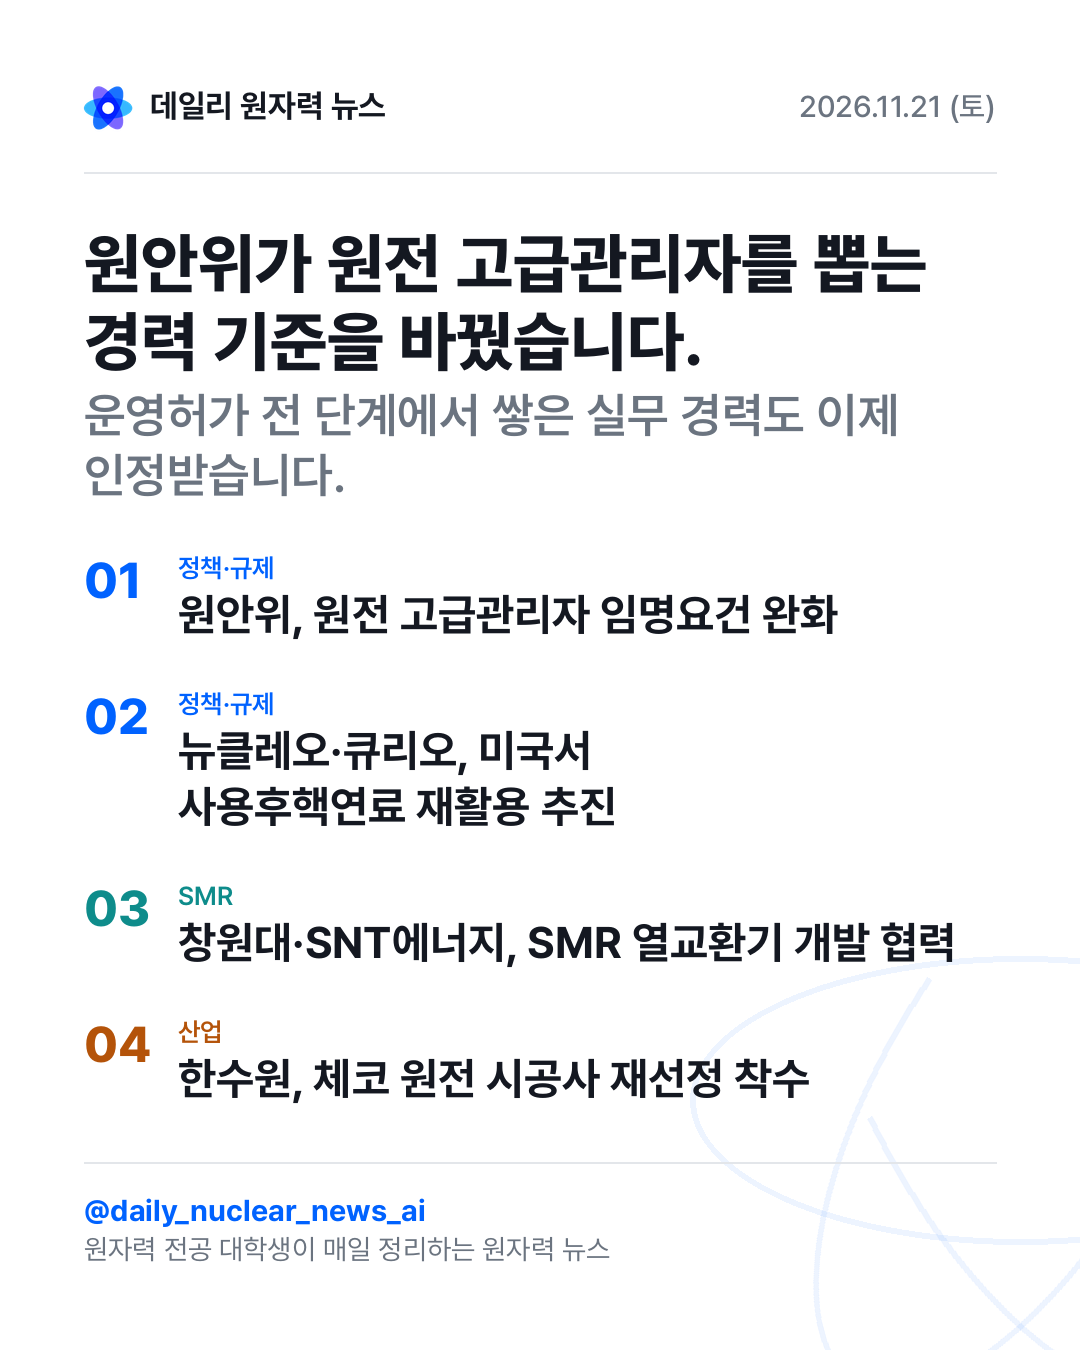 데일리 원자력 뉴스
2026.11.21 (토)
원안위가 원전 고급관리자를 뽑는
경력 기준을 바꿨습니다.
운영허가 전 단계에서 쌓은 실무 경력도 이제
인정받습니다.
01
정책·규제
원안위, 원전 고급관리자 임명요건 완화
02
정책·규제
뉴클레오·큐리오, 미국서
사용후핵연료 재활용 추진
03
SMR
창원대·SNT에너지, SMR 열교환기 개발 협력
04
산업
한수원, 체코 원전 시공사 재선정 착수
@daily_nuclear_news_ai
원자력 전공 대학생이 매일 정리하는 원자력 뉴스